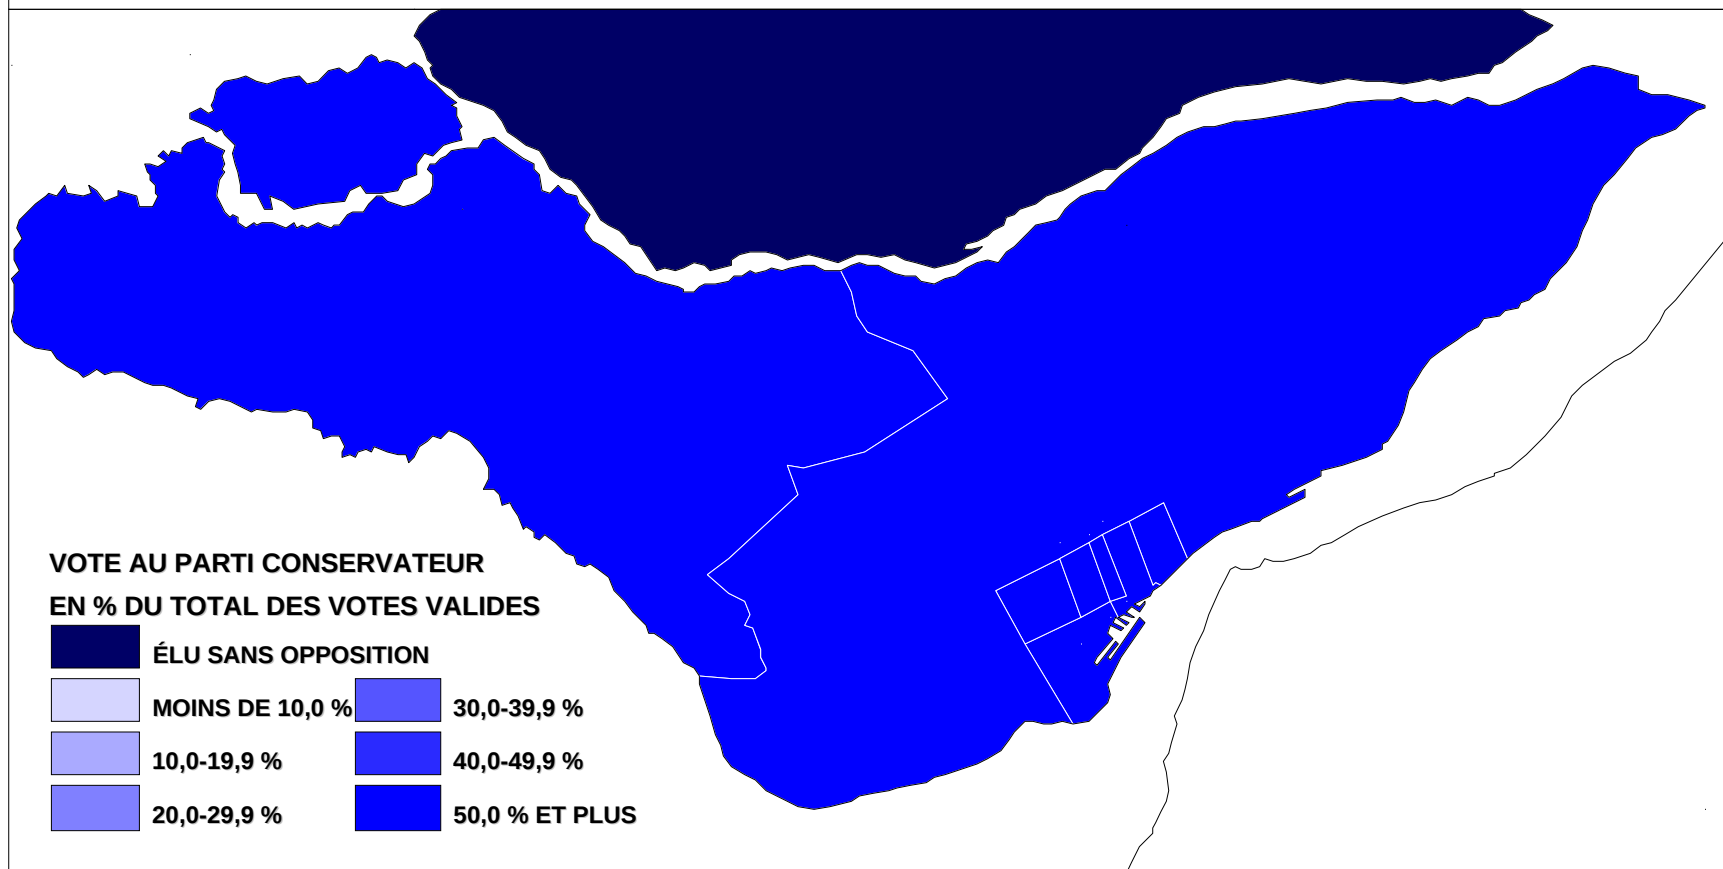 VOTE AU PARTI CONSERVATEUR
EN % DU TOTAL DES VOTES VALIDES
ÉLU SANS OPPOSITION
MOINS DE 10,0 %
30,0-39,9 %
10,0-19,9 %
40,0-49,9 %
20,0-29,9 %
50,0 % ET PLUS